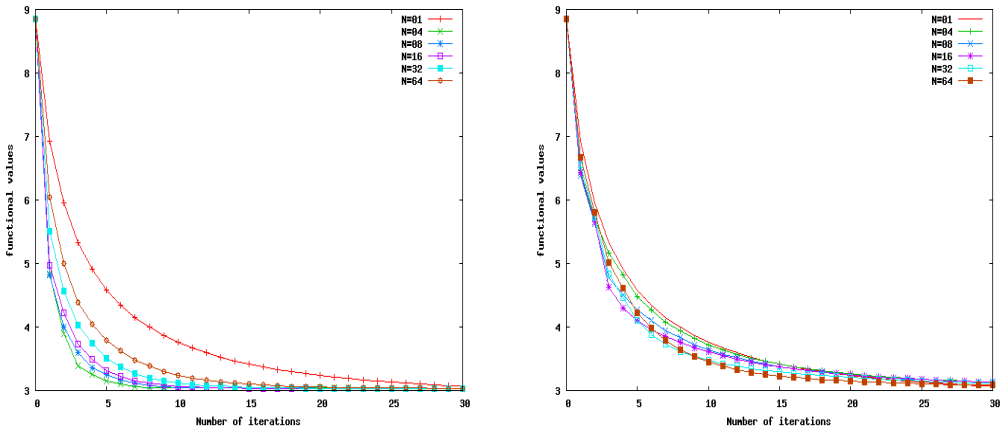 9
8
7
6
5
4
3
0
5
10
15
20
25
30
functional values
Number of iterations
N=01
N=04
N=08
N=16
N=32
N=64
9
8
7
6
5
4
3
0
5
10
15
20
25
30
functional values
Number of iterations
N=01
N=04
N=08
N=16
N=32
N=64